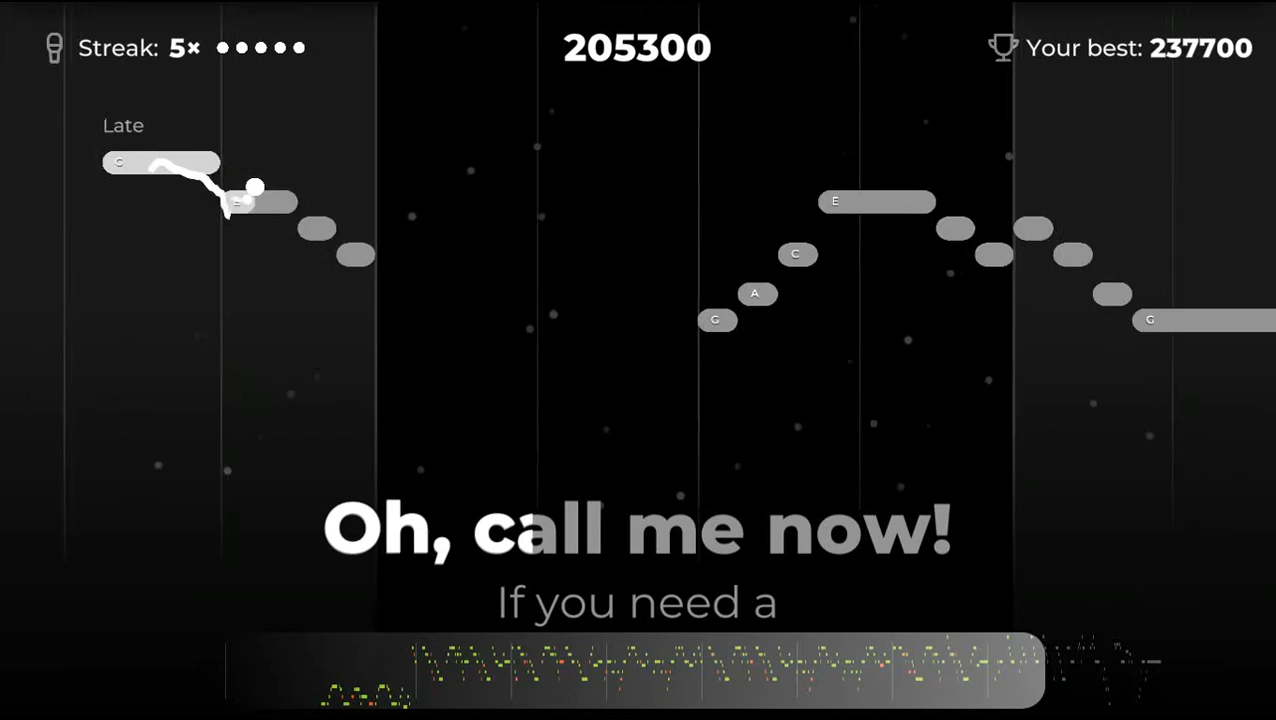 Streak: 5× 205300 Your best: 237700
Late
C
E
C
A
G
G
Oh, call me now!
If you need a